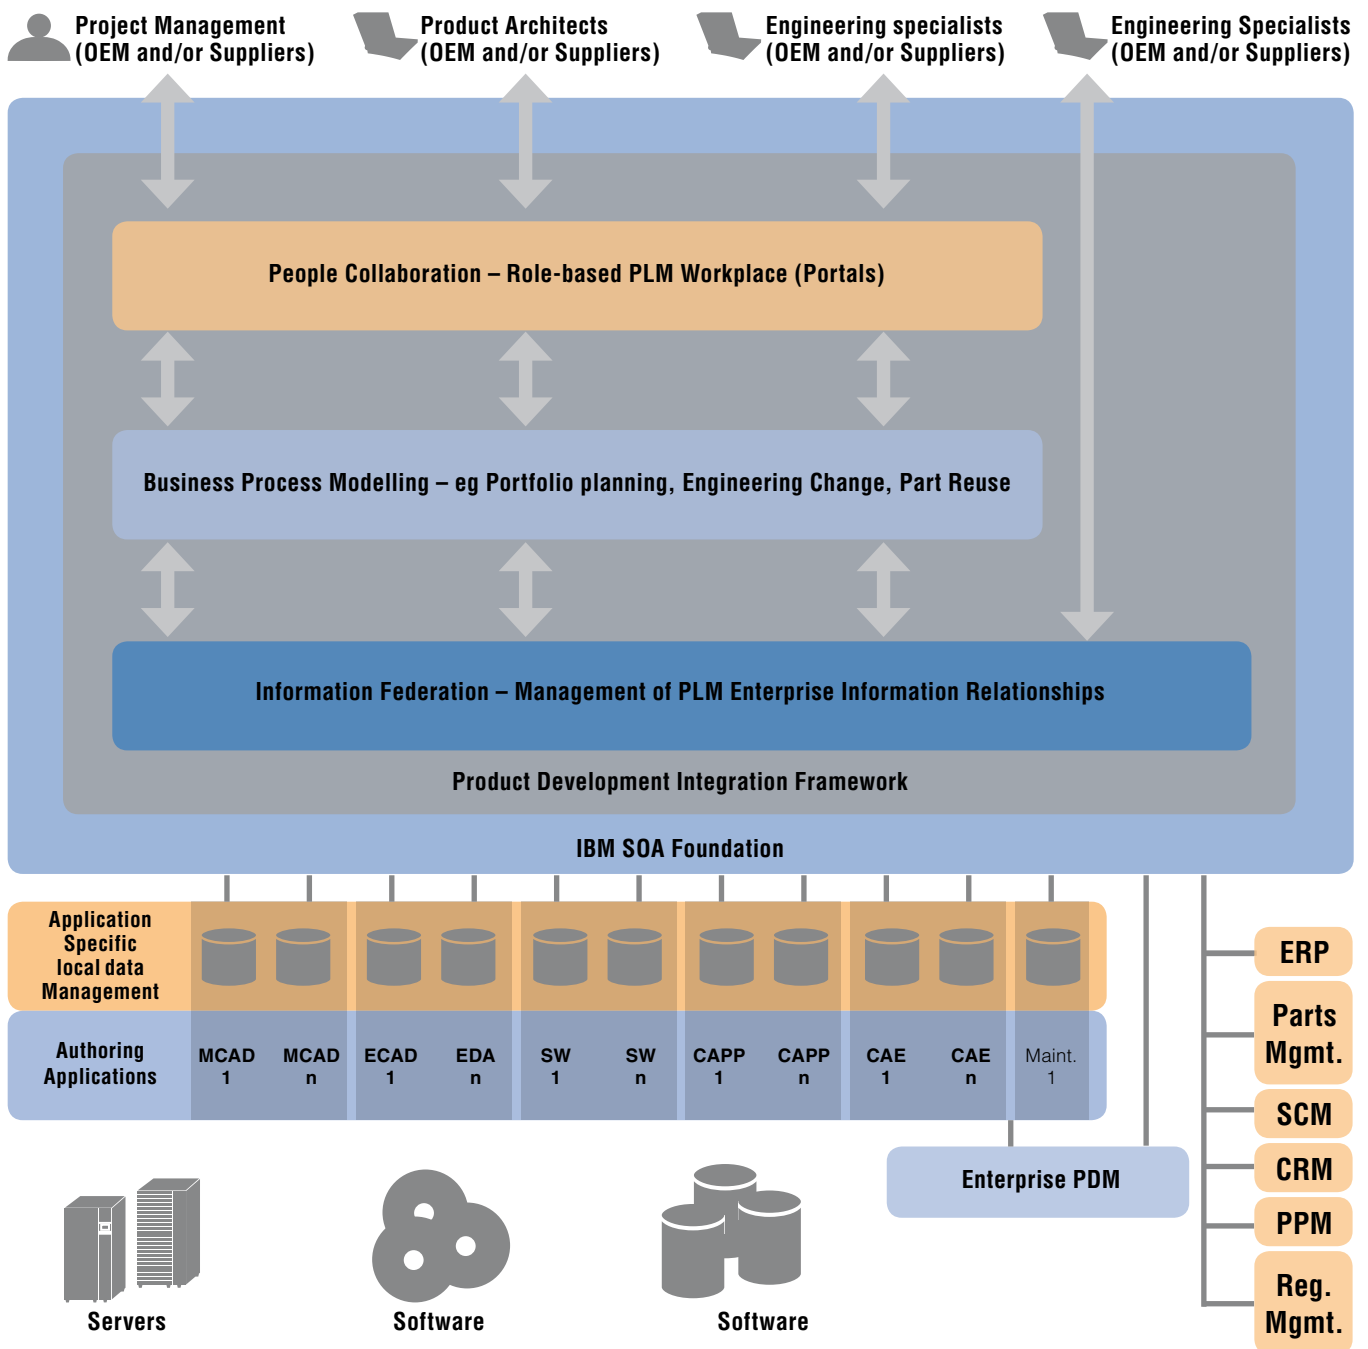 Project Management
(OEM and/or Suppliers)
Product Architects
(OEM and/or Suppliers)
Engineering specialists
(OEM and/or Suppliers)
Engineering Specialists
(OEM and/or Suppliers)
People Collaboration – Role-based PLM Workplace (Portals)
Business Process Modelling – eg Portfolio planning, Engineering Change, Part Reuse
Information Federation – Management of PLM Enterprise Information Relationships
Product Development Integration Framework
IBM SOA Foundation
Application
Specific
local data
Management
Authoring
Applications
MCAD
1
MCAD
n
ECAD
1
EDA
n
SW
1
SW
n
CAPP
1
CAPP
n
CAE
1
CAE
n
Maint.
1
Enterprise PDM
ERP
Parts
Mgmt.
SCM
CRM
PPM
Reg.
Mgmt.
Servers
Software
Software